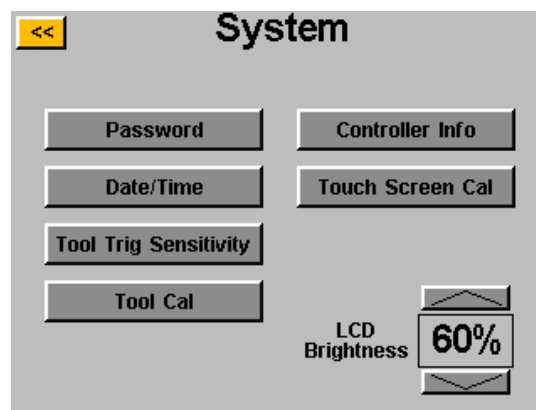 <<
System
Password
Controller Info
Date/Time
Touch Screen Cal
Tool Trig Sensitivity
Tool Cal
LCD
Brightness
60%